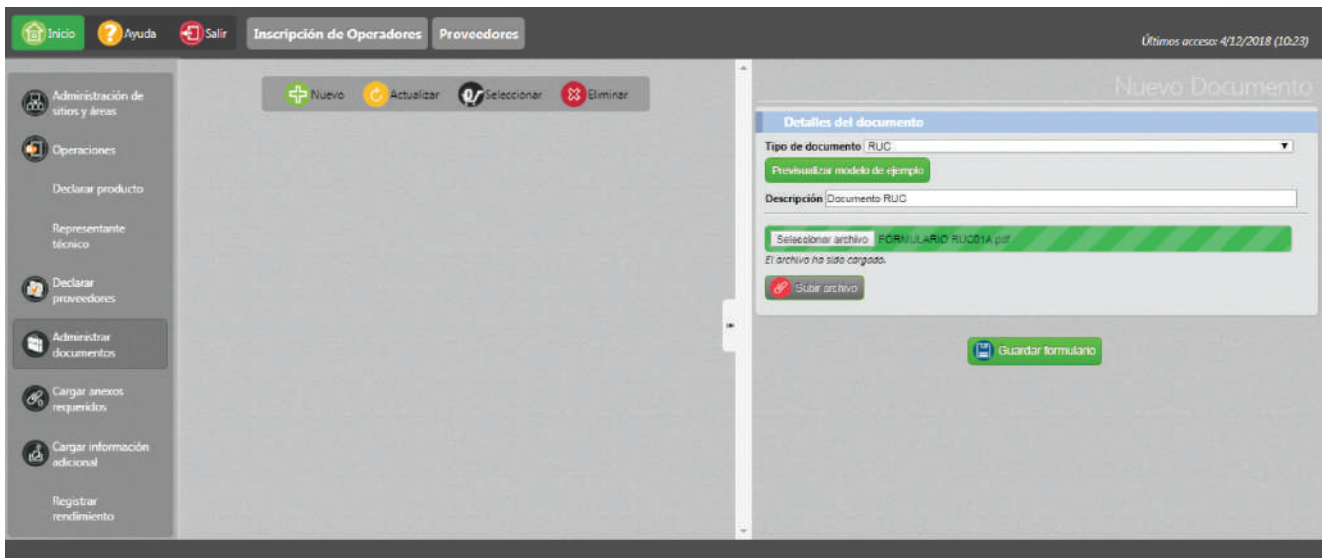 Inicio
Ayuda
Salir
Inscripción de Operadores
Proveedores
Últimos acceso: 4/12/2018 (10:23)
Administración de
sitios y áreas
Operaciones
Declarar producto
Representante
técnico
Declarar
proveedores
Administrar
documentos
Cargar anexos
requeridos
Cargar información
adicional
Registrar
rendimiento
Nuevo
Actualizar
Seleccionar
Eliminar
Nuevo Documento
Detalles del documento
Tipo de documento RUC
Previsualizar modelo de ejemplo
Descripción Documento RUC
Seleccionar archivo FORMULARIO RUC01A.pdf
El archivo ha sido cargado.
Subir archivo
Guardar formulario